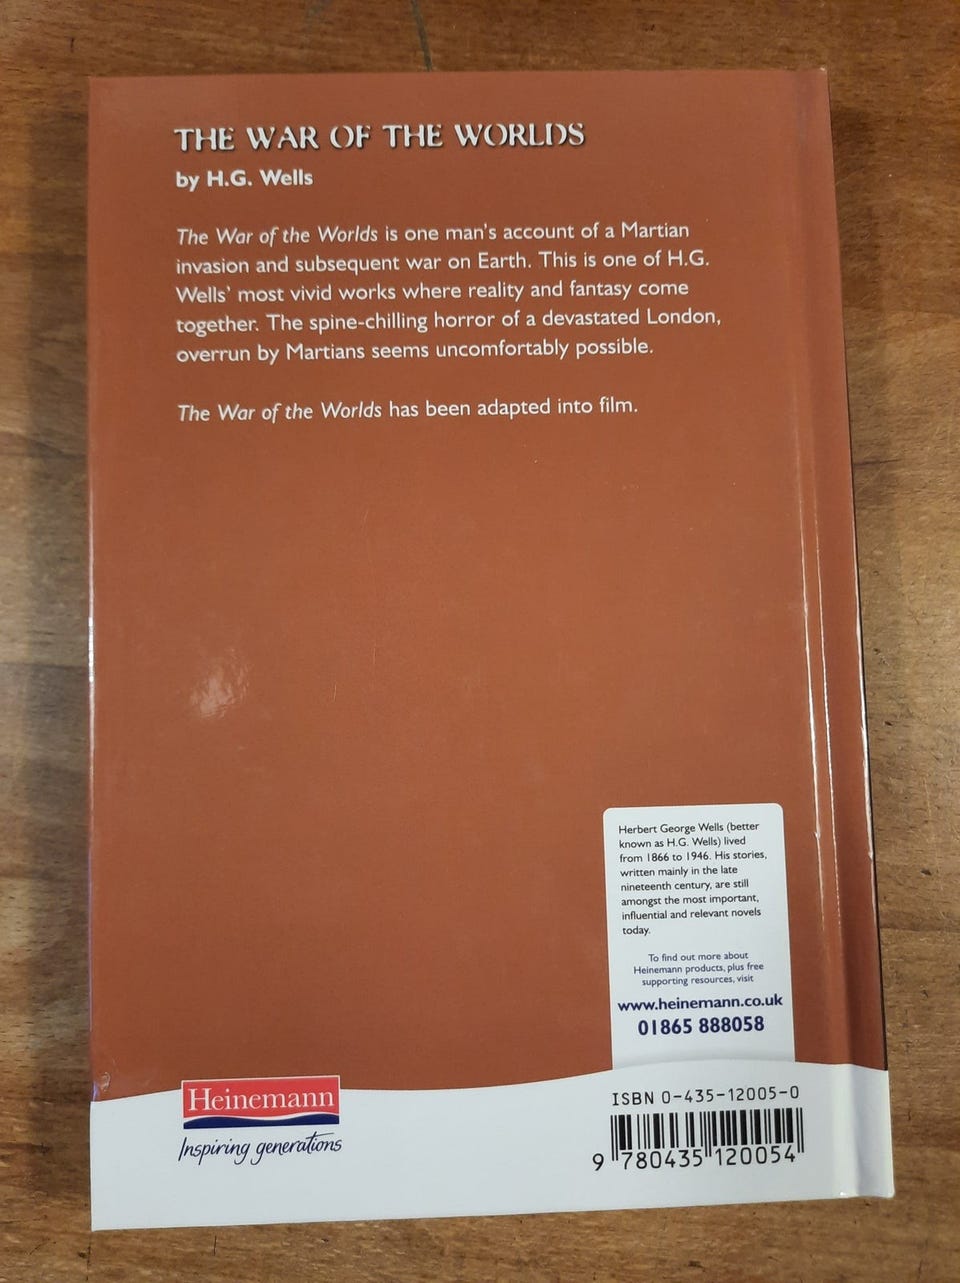 THE WAR OF THE WORLDS
by H.G. Wells
The War of the Worlds is one man's account of a Martian
invasion and subsequent war on Earth. This is one of H.G.
Wells' most vivid works where reality and fantasy come
together. The spine-chilling horror of a devastated London,
overrun by Martians seems uncomfortably possible.
The War of the Worlds has been adapted into film.
Herbert George Wells (better
known as H.G. Wells) lived
from 1866 to 1946. His stories,
written mainly in the late
nineteenth century, are still
amongst the most important,
influential and relevant novels
today.
To find out more about
Heinemann products, plus free
supporting resources, visit
www.heinemann.co.uk
01865 888058
Heinemann
Inspiring generations
ISBN 0-435-12005-0
9 780435 120054